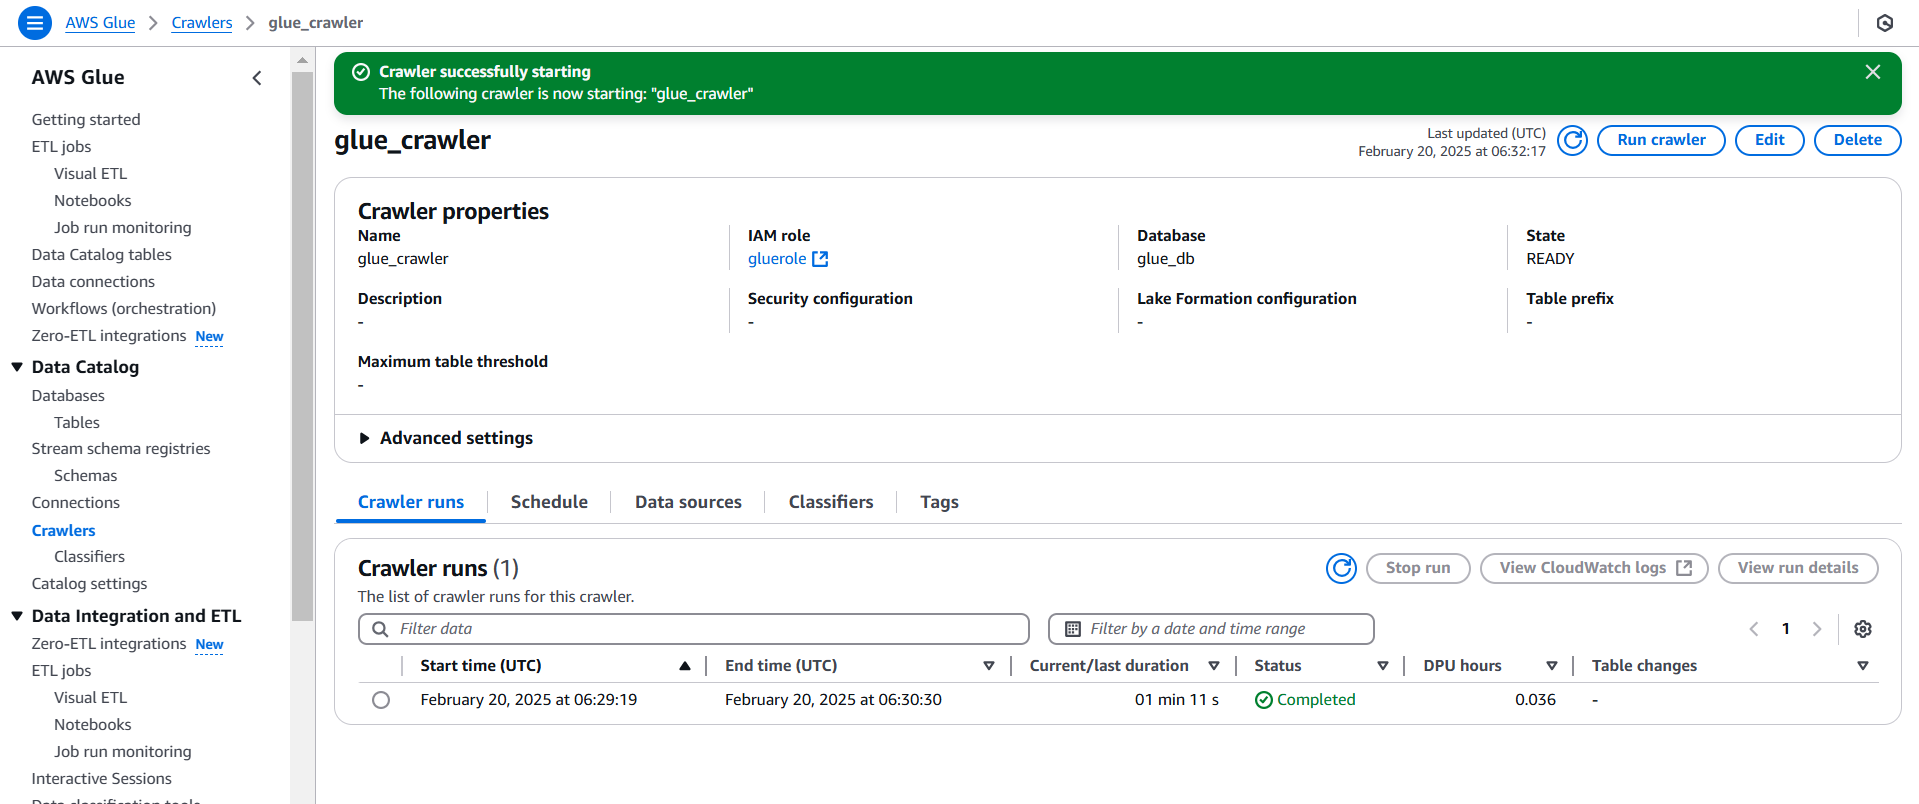 AWS Glue > Crawlers > glue_crawler
AWS Glue
Getting started
ETL jobs
Visual ETL
Notebooks
Job run monitoring
Data Catalog tables
Data connections
Workflows (orchestration)
Zero-ETL integrations New
Data Catalog
Databases
Tables
Stream schema registries
Schemas
Connections
Crawlers
Classifiers
Catalog settings
Data Integration and ETL
Zero-ETL integrations New
ETL jobs
Visual ETL
Notebooks
Job run monitoring
Interactive Sessions
Data classification tools
Crawler successfully starting
The following crawler is now starting: "glue_crawler"
glue_crawler
Last updated (UTC)
February 20, 2025 at 06:32:17
Run crawler Edit Delete
Crawler properties
Name IAM role Database State
glue_crawler gluerole glue_db READY
Description Security configuration Lake Formation configuration Table prefix
- - - -
Maximum table threshold
-
Advanced settings
Crawler runs Schedule Data sources Classifiers Tags
Crawler runs (1) Stop run View CloudWatch logs View run details
The list of crawler runs for this crawler.
Filter data Filter by a date and time range 1
Start time (UTC) End time (UTC) Current/last duration Status DPU hours Table changes
February 20, 2025 at 06:29:19 February 20, 2025 at 06:30:30 01 min 11 s Completed 0.036 -